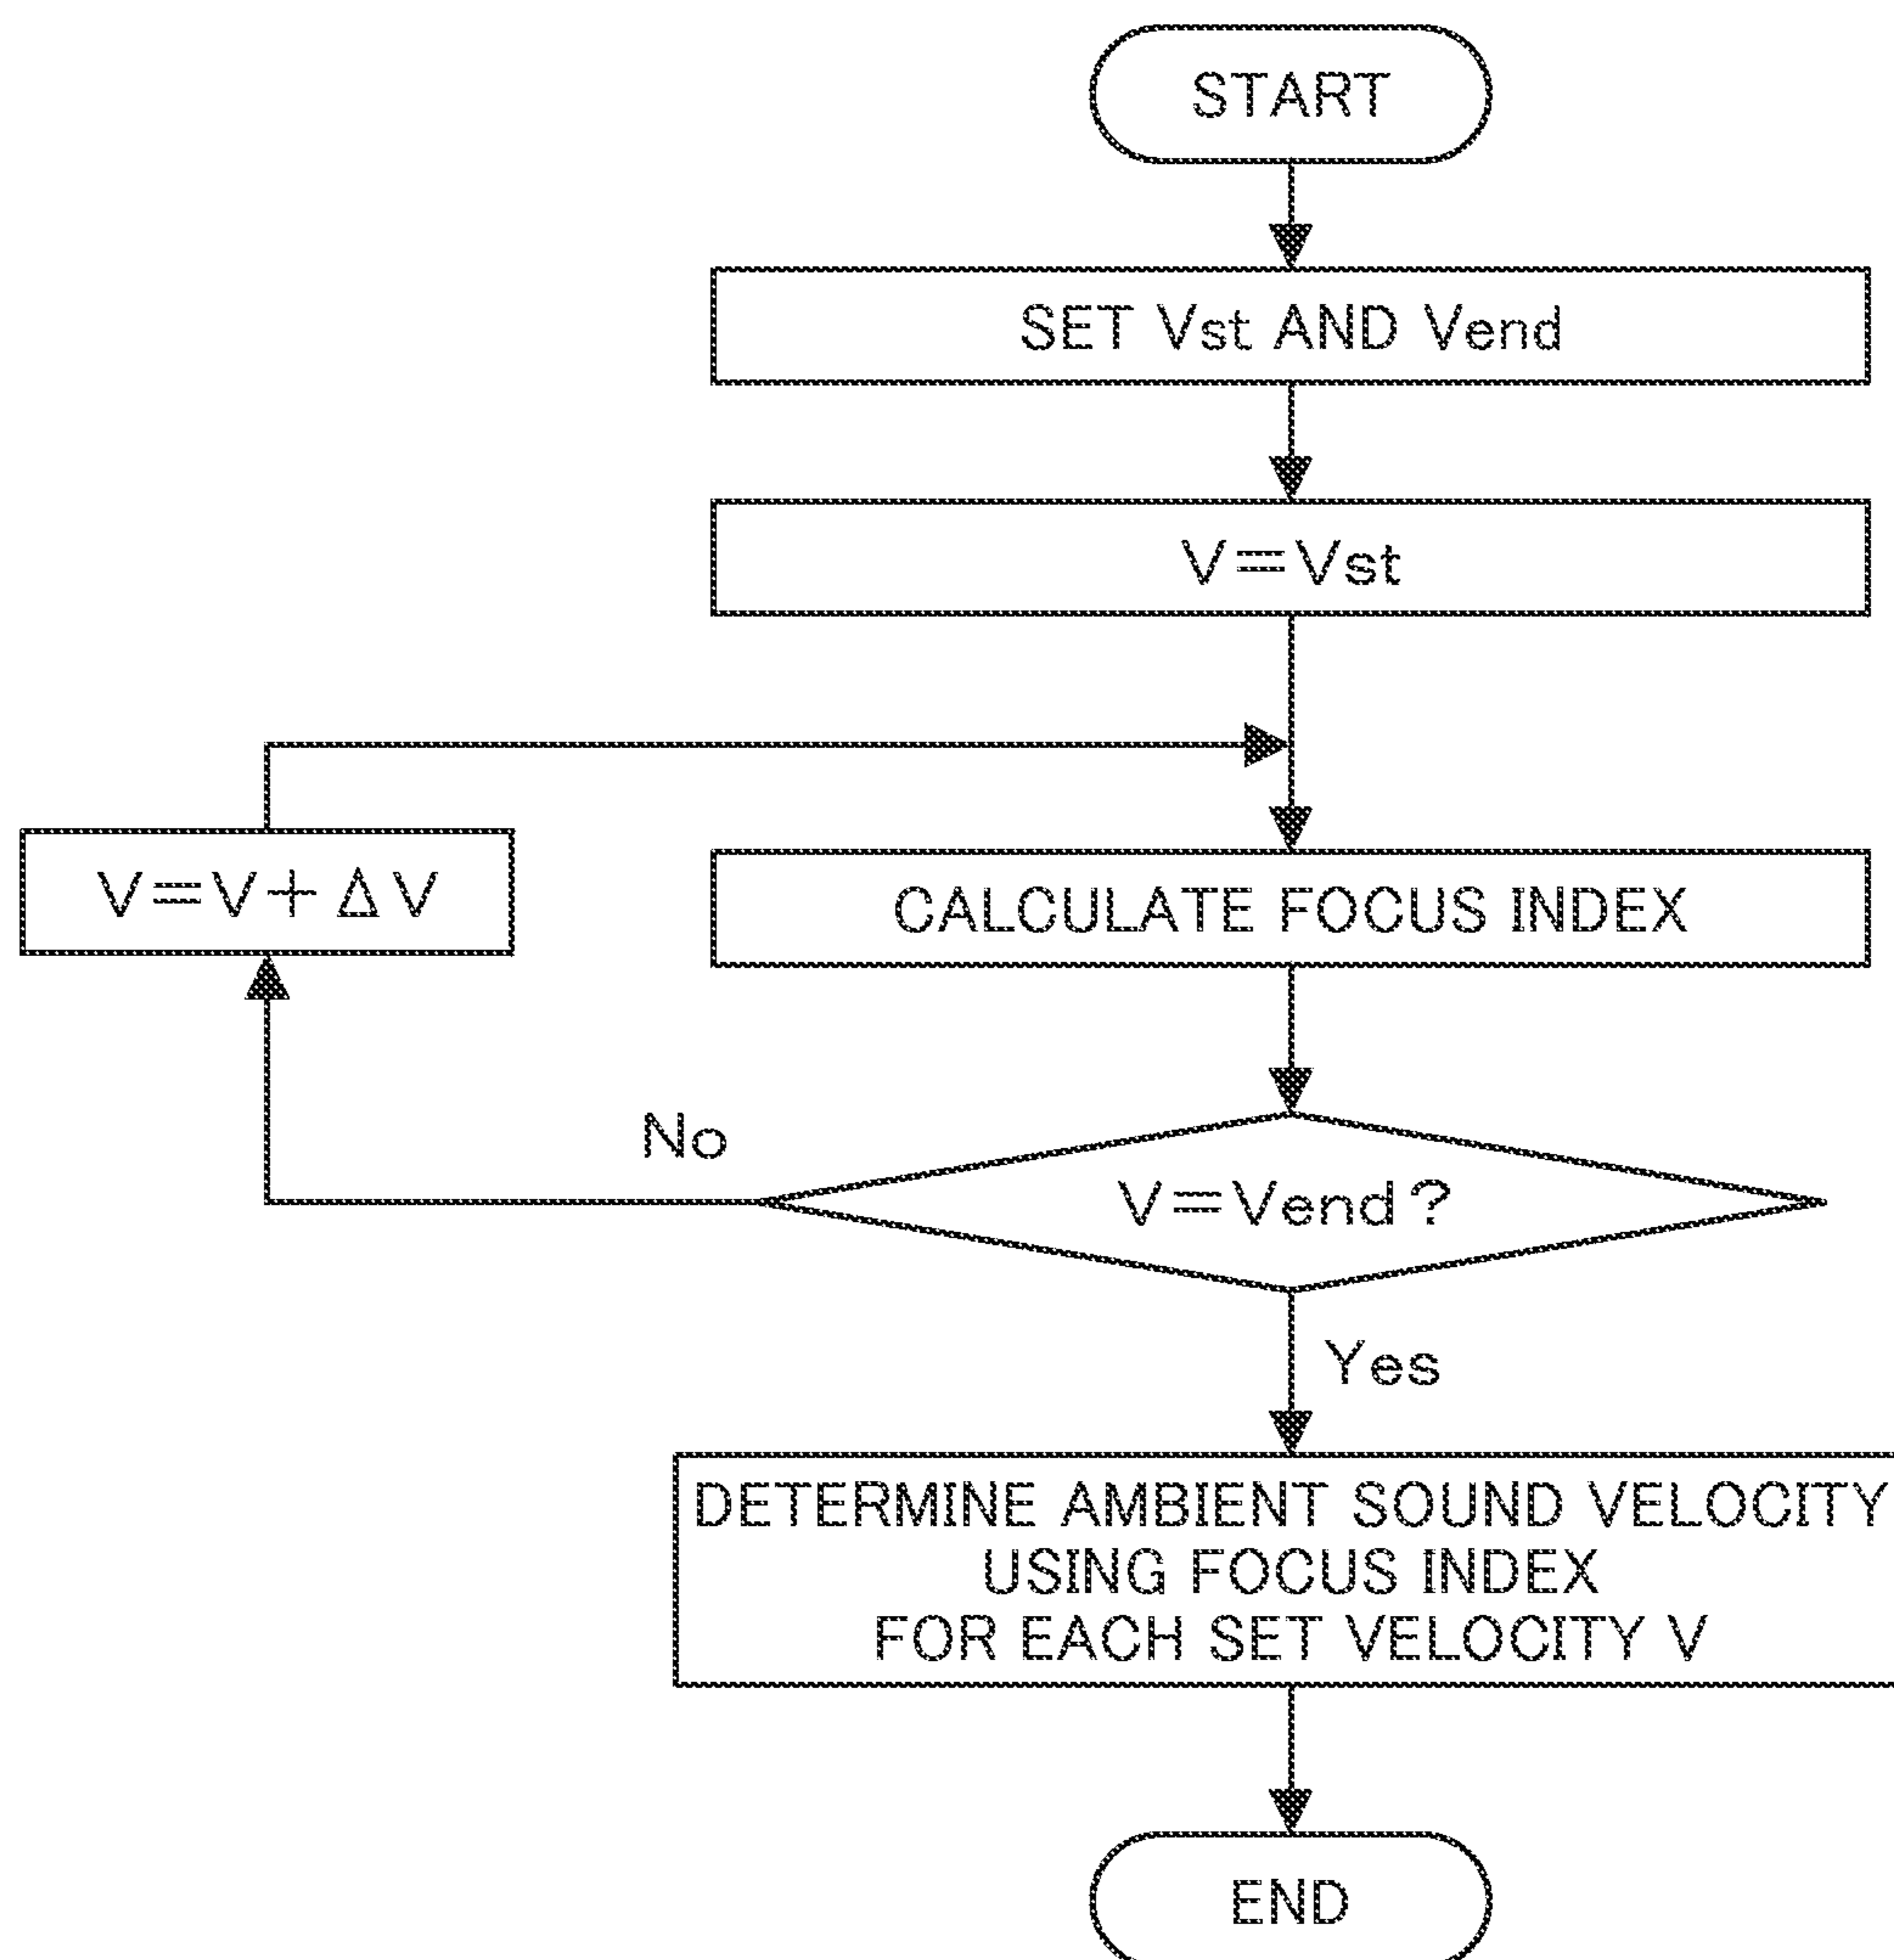 START
SET Vst AND Vend
V=Vst
V=V+ΔV
CALCULATE FOCUS INDEX
No
V=Vend?
Yes
DETERMINE AMBIENT SOUND VELOCITY
USING FOCUS INDEX
FOR EACH SET VELOCITY V
END